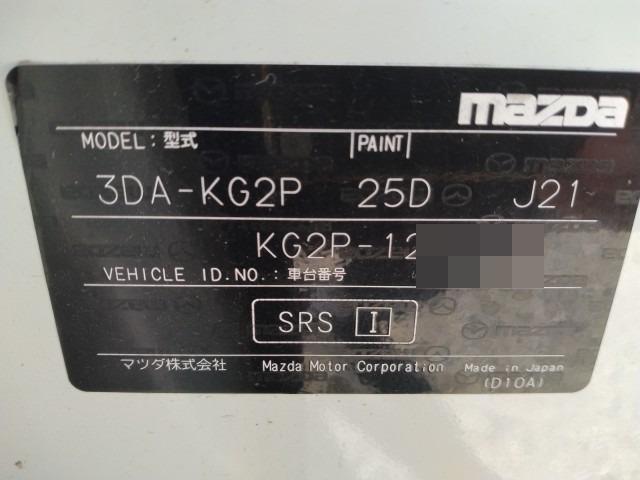 mazda
MODEL: 型式 PAINT
3DA-KG2P 25D J21
KG2P-12
VEHICLE ID.NO.: 車台番号
SRS I
マツダ株式会社 Mazda Motor Corporation Made in Japan
(D10A)